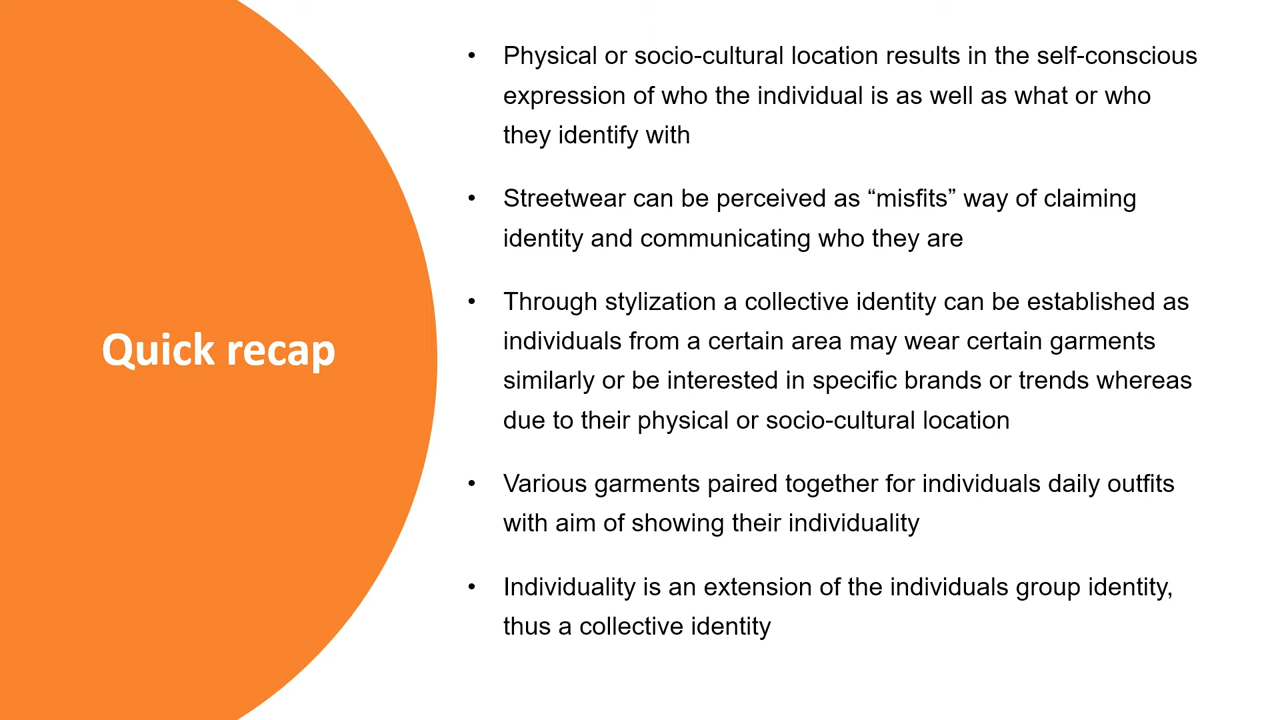 Quick recap
• Physical or socio-cultural location results in the self-conscious
expression of who the individual is as well as what or who
they identify with
• Streetwear can be perceived as “misfits” way of claiming
identity and communicating who they are
• Through stylization a collective identity can be established as
individuals from a certain area may wear certain garments
similarly or be interested in specific brands or trends whereas
due to their physical or socio-cultural location
• Various garments paired together for individuals daily outfits
with aim of showing their individuality
• Individuality is an extension of the individuals group identity,
thus a collective identity